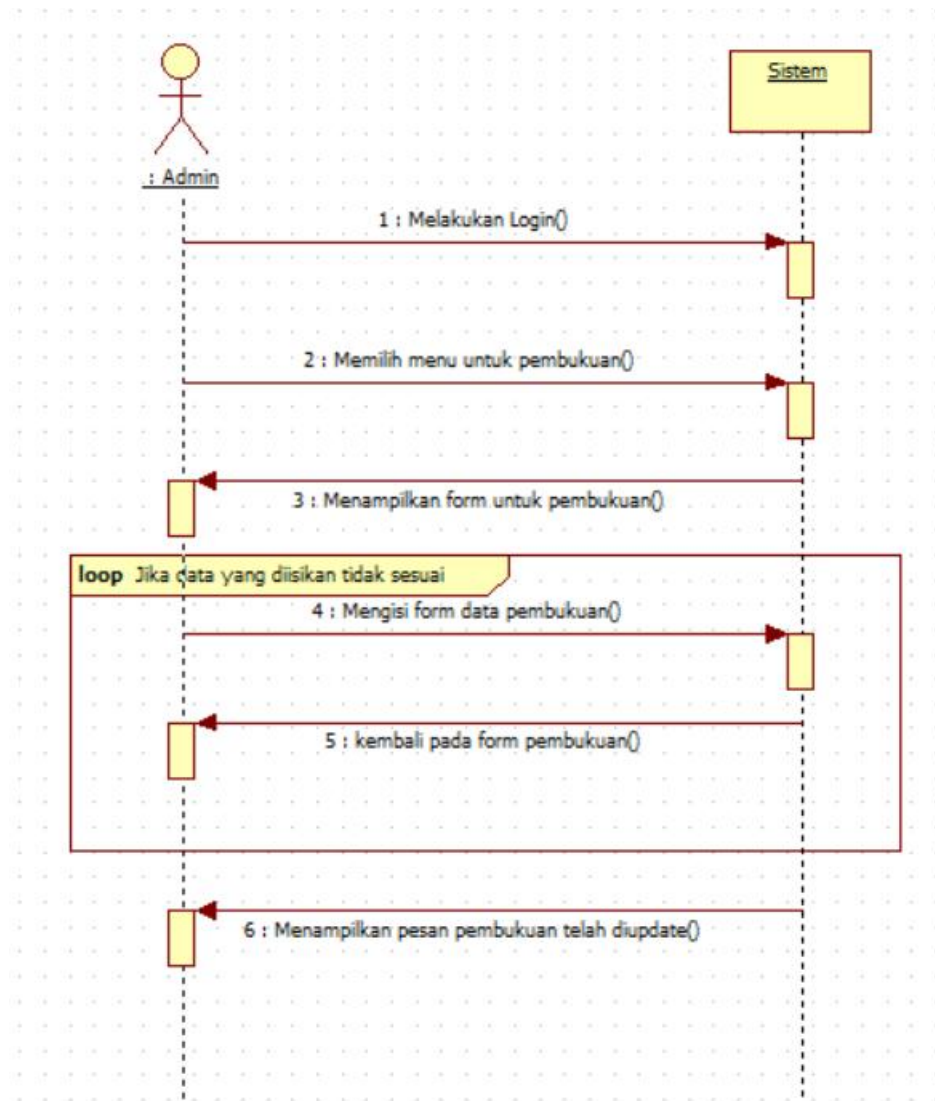 Sistem
: Admin
1 : Melakukan Login()
2 : Memilih menu untuk pembukuan()
3 : Menampilkan form untuk pembukuan()
loop Jika data yang diisikan tidak sesuai
4 : Mengisi form data pembukuan()
5 : kembali pada form pembukuan()
6 : Menampilkan pesan pembukuan telah diupdate()